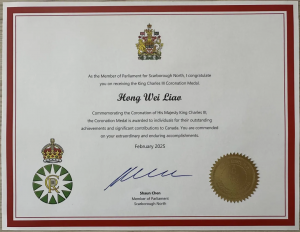 As the Member of Parliament for Scarborough North, I congratulate
you on receiving the King Charles III Coronation Medal.
Hong Wei Liao
Commemorating the Coronation of His Majesty King Charles III,
the Coronation Medal is awarded to individuals for their outstanding
achievements and significant contributions to Canada. You are commended
on your extraordinary and enduring accomplishments.
February 2025
Shaun Chen
Member of Parliament
Scarborough North